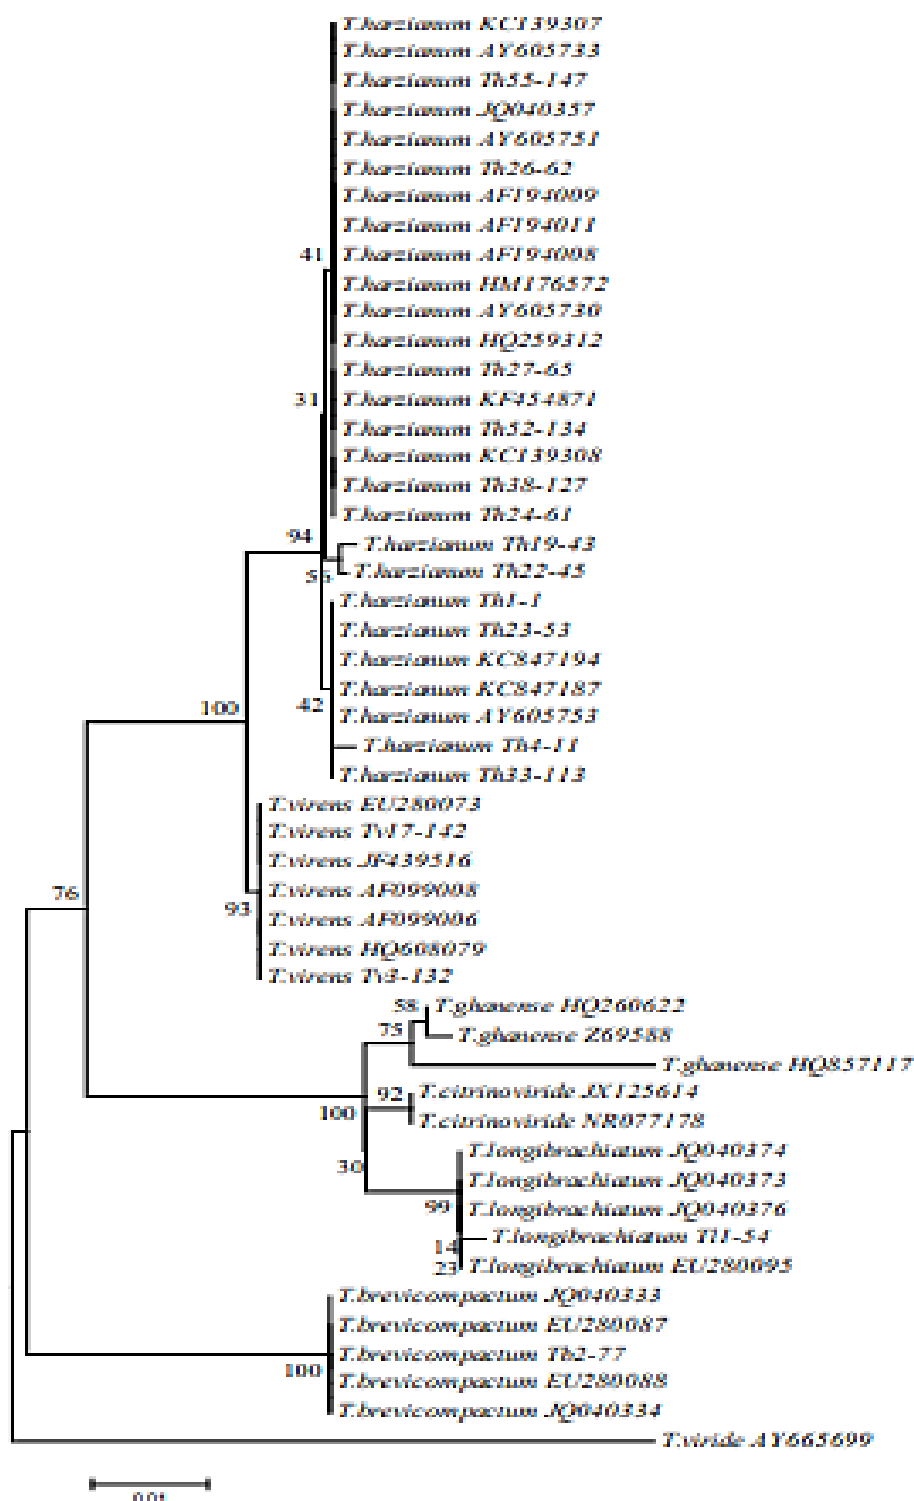 T.harzianum KC139307
T.harzianum AY605733
T.harzianum Th55-147
T.harzianum JQ040357
T.harzianum AY605751
T.harzianum Th26-62
T.harzianum AF194009
T.harzianum AF194011
41 T.harzianum AF194008
T.harzianum HM176572
T.harzianum AY605730
T.harzianum HQ259312
T.harzianum Th27-65
31 T.harzianum KF454871
T.harzianum Th52-134
T.harzianum KC139308
T.harzianum Th38-127
T.harzianum Th24-61
94 T.harzianum Th19-43
T.harzianum Th22-45
T.harzianum Th1-1
T.harzianum Th23-53
T.harzianum KC847194
T.harzianum KC847187
100 42 T.harzianum AY605753
T.harzianum Th4-11
T.harzianum Th33-113
T.virens EU280073
T.virens Tv17-142
T.virens JF439516
76 T.virens AF099008
93 T.virens AF099006
T.virens HQ608079
T.virens Tv3-132
58 T.ghanense HQ260622
75 T.ghanense Z69588
T.ghanense HQ857117
92 T.citrinoviride JX125614
100 T.citrinoviride NR077178
T.longibrachiatum JQ040374
30 T.longibrachiatum JQ040373
99 T.longibrachiatum JQ040376
14 T.longibrachiatum Tl1-54
23 T.longibrachiatum EU280095
T.brevicompactum JQ040333
T.brevicompactum EU280087
T.brevicompactum Tb2-77
100 T.brevicompactum EU280088
T.brevicompactum JQ040334
T.viride AY665699